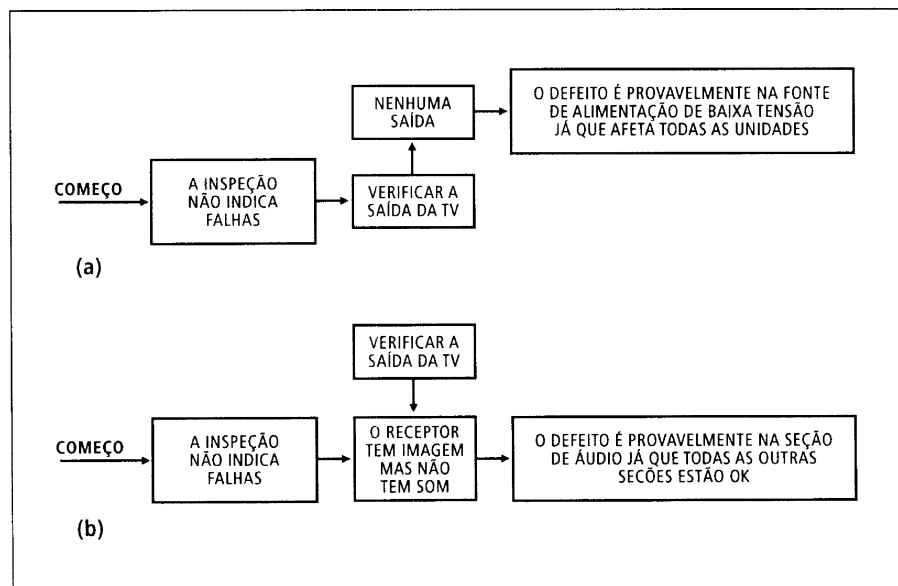 NENHUMA
SAÍDA
O DEFEITO É PROVAVELMENTE NA FONTE
DE ALIMENTAÇÃO DE BAIXA TENSÃO
JÁ QUE AFETA TODAS AS UNIDADES
COMEÇO
A INSPEÇÃO
NÃO INDICA
FALHAS
VERIFICAR A
SAÍDA DA TV
(a)
VERIFICAR A
SAÍDA DA TV
COMEÇO
A INSPEÇÃO
NÃO INDICA
FALHAS
O RECEPTOR
TEM IMAGEM
MAS NÃO
TEM SOM
O DEFEITO É PROVAVELMENTE NA SEÇÃO
DE ÁUDIO JÁ QUE TODAS AS OUTRAS
SECÕES ESTÃO OK
(b)